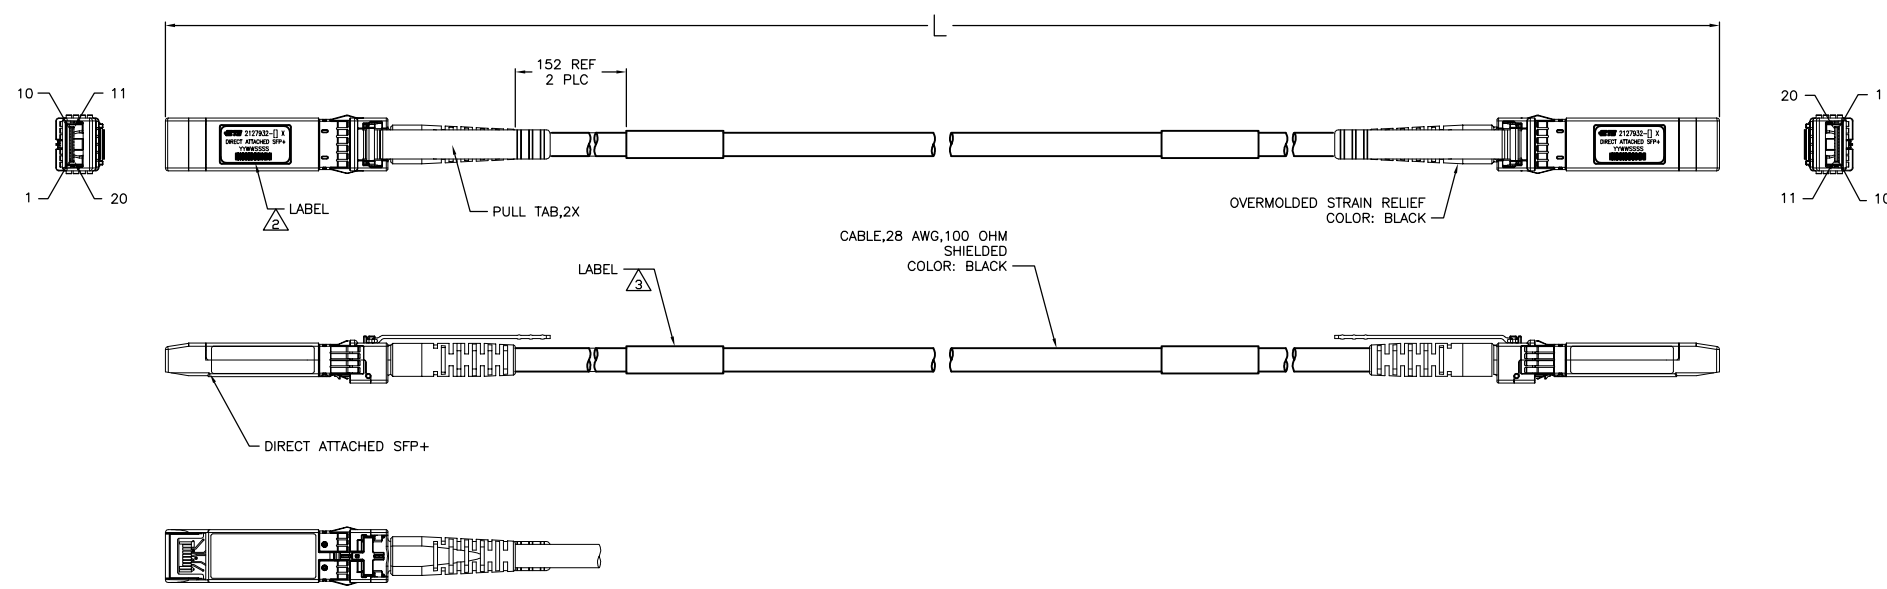 L
152 REF
2 PLC
10
11
1
20
2127932-[] X
DIRECT ATTACHED SFP+
YYWWSSSS
LABEL
2
PULL TAB,2X
2127932-[] X
DIRECT ATTACHED SFP+
YYWWSSSS
20
1
11
10
OVERMOLDED STRAIN RELIEF
COLOR: BLACK
CABLE,28 AWG,100 OHM
SHIELDED
COLOR: BLACK
LABEL
3
DIRECT ATTACHED SFP+